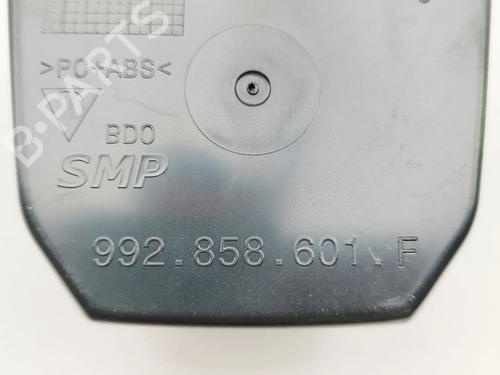 >PC+ABS<
BDO
SMP
992.858.601.F
B-PARTS